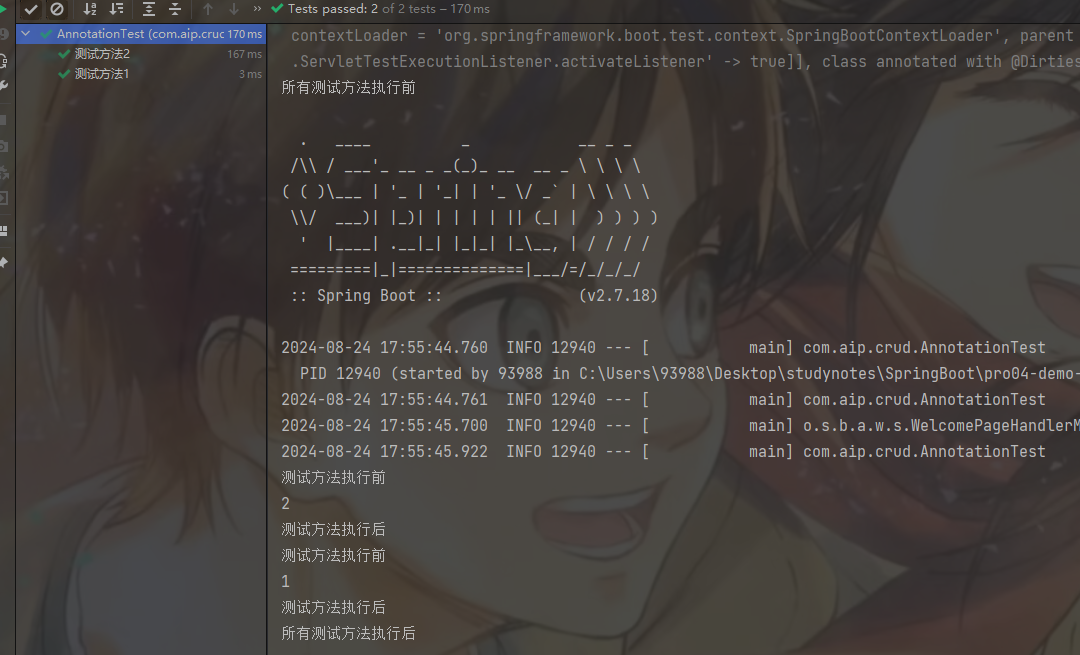 Tests passed: 2 of 2 tests – 170 ms
AnnotationTest (com.aip.cruc 170 ms
测试方法2 167 ms
测试方法1 3 ms
contextLoader = 'org.springframework.boot.test.context.SpringBootContextLoader', parent
.ServletTestExecutionListener.activateListener' -> true]], class annotated with @Dirties
所有测试方法执行前
  .   ____          _            __ _ _
 /\\ / ___'_ __ _ _(_)_ __  __ _ \ \ \ \
( ( )\___ | '_ | '_| | '_ \/ _` | \ \ \ \
 \\/  ___)| |_)| | | | | || (_| |  ) ) ) )
  '  |____| .__|_| |_|_| |_\__, | / / / /
 =========|_|==============|___/=/_/_/_/
 :: Spring Boot ::               (v2.7.18)
2024-08-24 17:55:44.760  INFO 12940 --- [           main] com.aip.crud.AnnotationTest
PID 12940 (started by 93988 in C:\Users\93988\Desktop\studynotes\SpringBoot\pro04-demo-
2024-08-24 17:55:44.761  INFO 12940 --- [           main] com.aip.crud.AnnotationTest
2024-08-24 17:55:45.700  INFO 12940 --- [           main] o.s.b.a.w.s.WelcomePageHandlerM
2024-08-24 17:55:45.922  INFO 12940 --- [           main] com.aip.crud.AnnotationTest
测试方法执行前
2
测试方法执行后
测试方法执行前
1
测试方法执行后
所有测试方法执行后